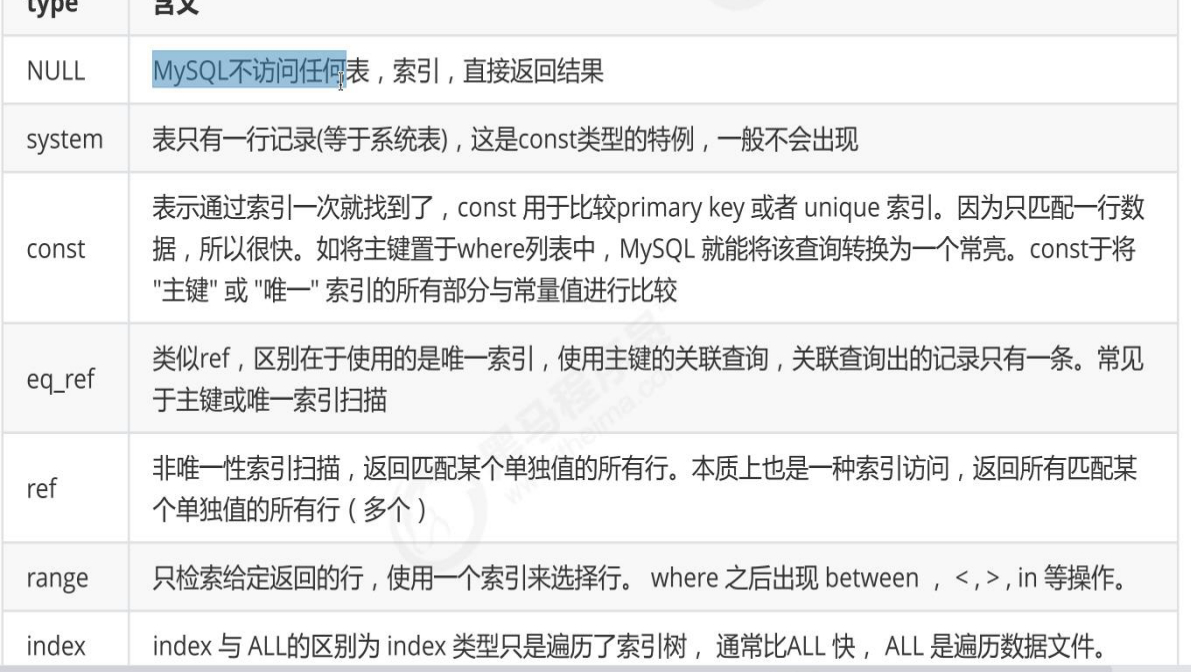 type 含义
NULL MySQL不访问任何表，索引，直接返回结果
system 表只有一行记录(等于系统表)，这是const类型的特例，一般不会出现
const 表示通过索引一次就找到了，const 用于比较primary key 或者 unique 索引。因为只匹配一行数
据，所以很快。如将主键置于where列表中，MySQL 就能将该查询转换为一个常亮。const于将
"主键" 或 "唯一" 索引的所有部分与常量值进行比较
eq_ref 类似ref，区别在于使用的是唯一索引，使用主键的关联查询，关联查询出的记录只有一条。常见
于主键或唯一索引扫描
ref 非唯一性索引扫描，返回匹配某个单独值的所有行。本质上也是一种索引访问，返回所有匹配某
个单独值的所有行（多个）
range 只检索给定返回的行，使用一个索引来选择行。 where 之后出现 between ， < , > , in 等操作。
index index 与 ALL的区别为 index 类型只是遍历了索引树， 通常比ALL 快， ALL 是遍历数据文件。
黑马程序员